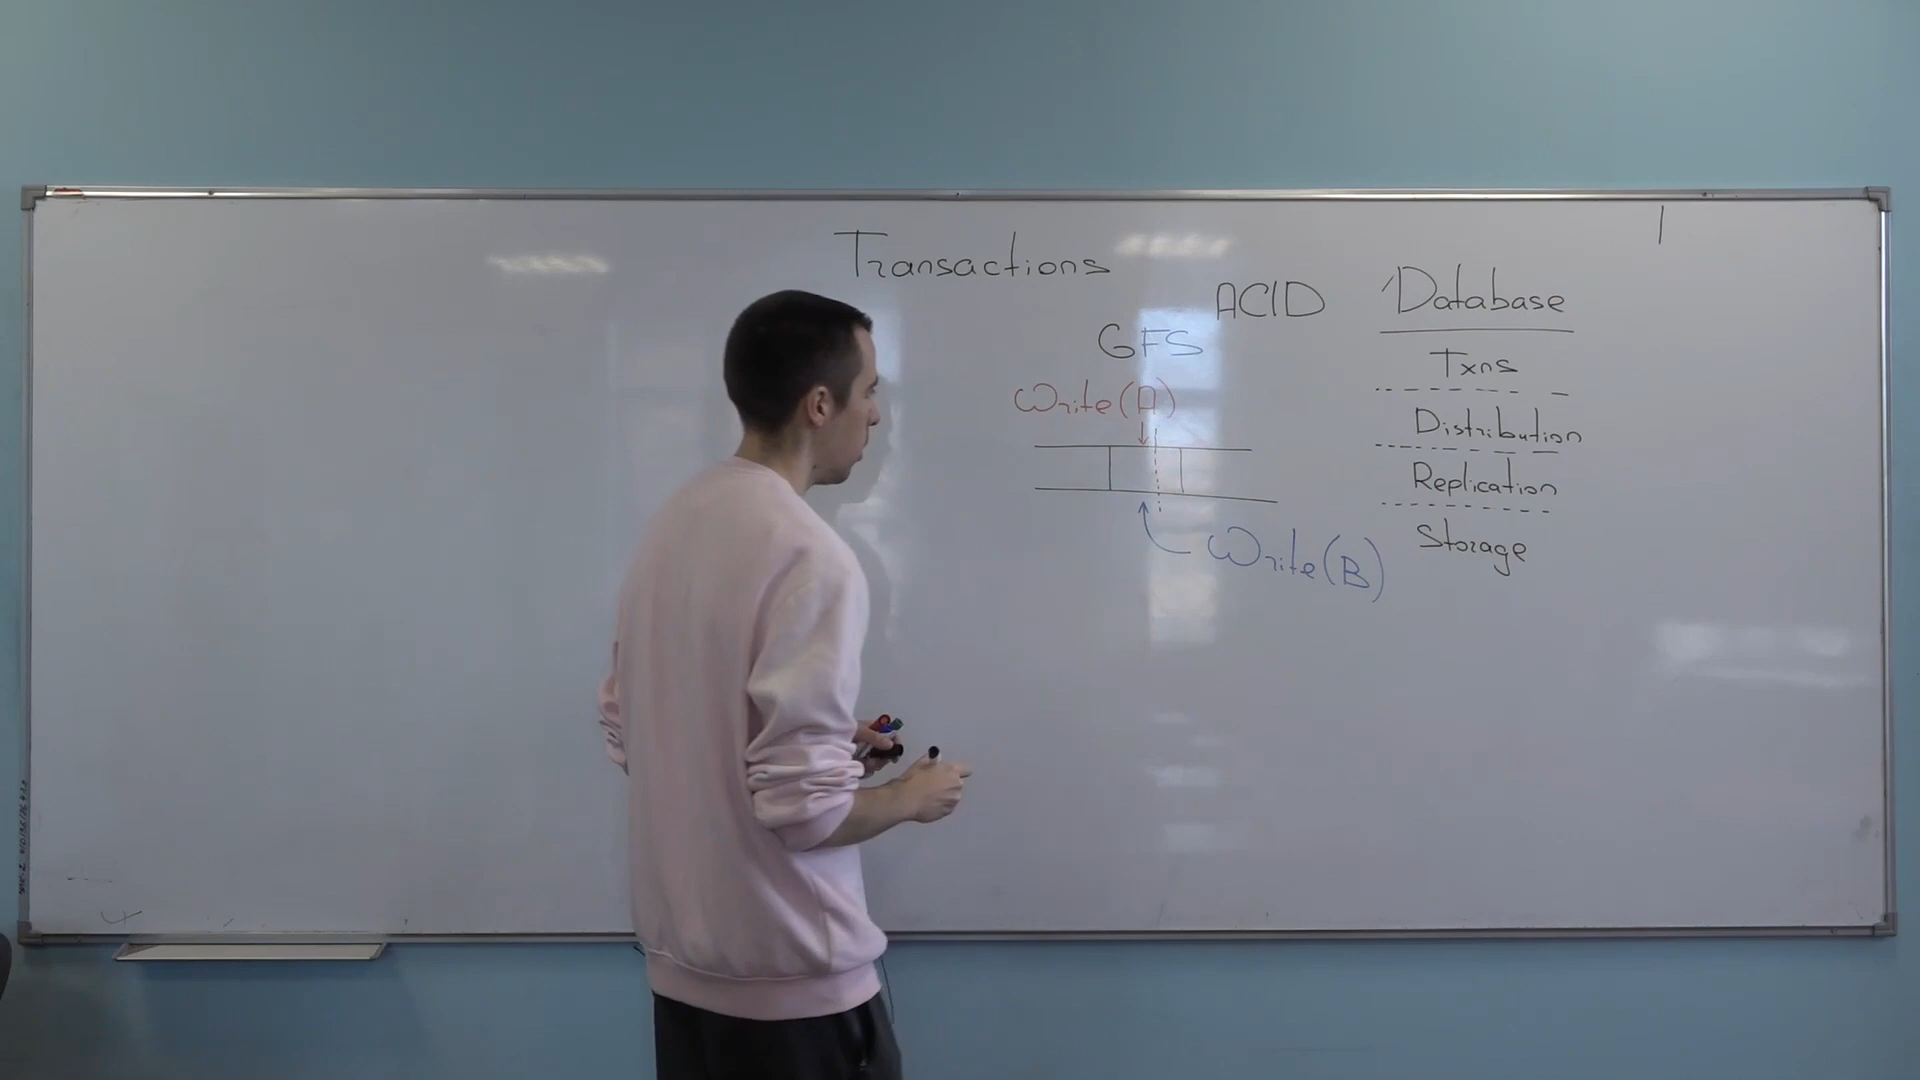 Transactions
ACID
GFS
Write(A)
Write(B)
Database
Txns
Distribution
Replication
Storage